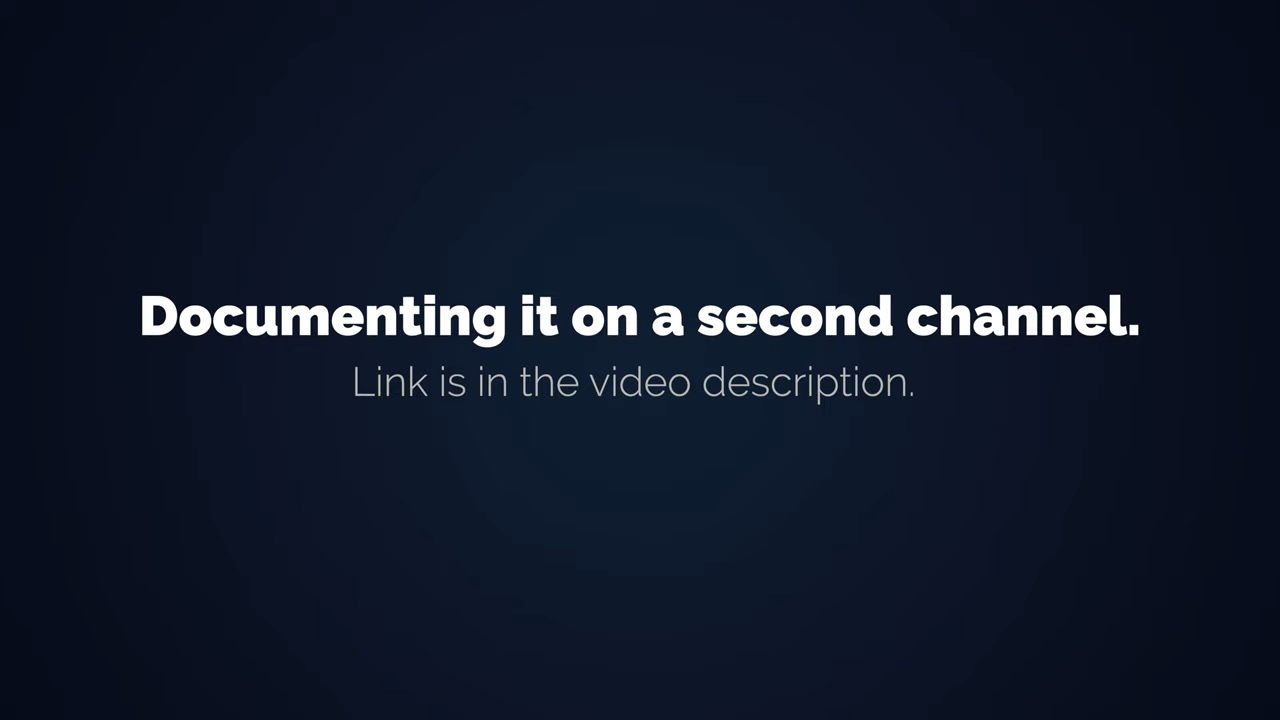 Documenting it on a second channel.
Link is in the video description.